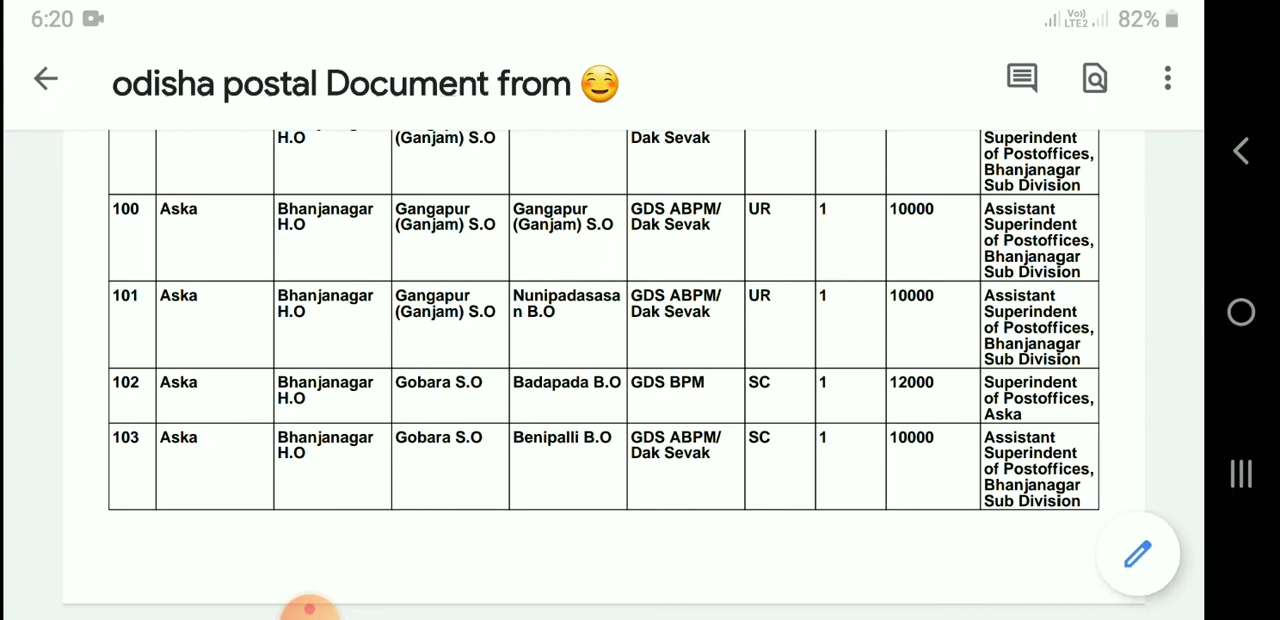 6:20 Vo) LTE2 82%
odisha postal Document from 😊
H.O (Ganjam) S.O Dak Sevak Superindent
of Postoffices,
Bhanjanagar
Sub Division
100 Aska Bhanjanagar Gangapur Gangapur GDS ABPM/ UR 1 10000 Assistant
H.O (Ganjam) S.O (Ganjam) S.O Dak Sevak Superindent
of Postoffices,
Bhanjanagar
Sub Division
101 Aska Bhanjanagar Gangapur Nunipadasasa GDS ABPM/ UR 1 10000 Assistant
H.O (Ganjam) S.O n B.O Dak Sevak Superindent
of Postoffices,
Bhanjanagar
Sub Division
102 Aska Bhanjanagar Gobara S.O Badapada B.O GDS BPM SC 1 12000 Superindent
H.O of Postoffices,
Aska
103 Aska Bhanjanagar Gobara S.O Benipalli B.O GDS ABPM/ SC 1 10000 Assistant
H.O Dak Sevak Superindent
of Postoffices,
Bhanjanagar
Sub Division